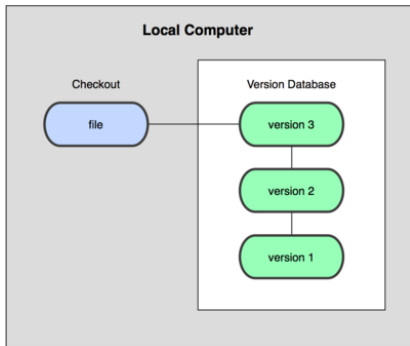 Local Computer
Checkout
Version Database
file
version 3
version 2
version 1